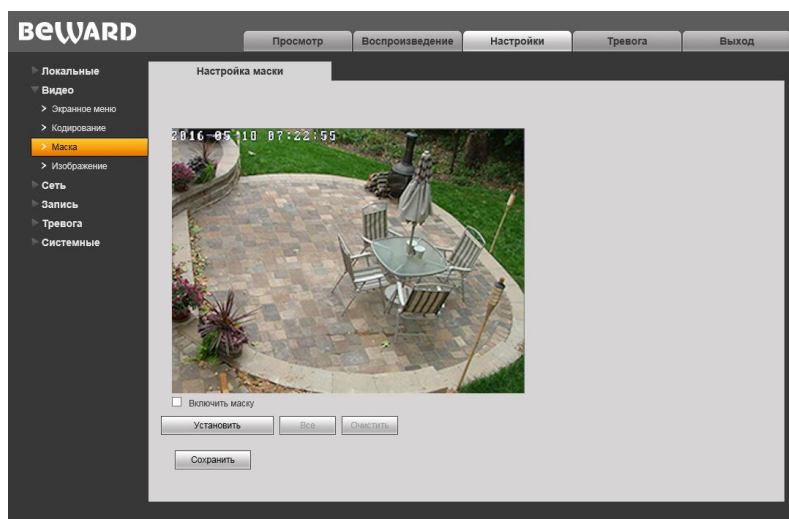 BEWARD
Просмотр Воспроизведение Настройки Тревога Выход
Локальные
Видео
> Экранное меню
> Кодирование
> Маска
> Изображение
Сеть
Запись
Тревога
Системные
Настройка маски
2016-05-10 07:22:55
Включить маску
Установить Все Очистить
Сохранить